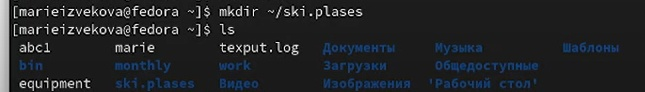 [marieizvekova@fedora ~]$ mkdir ~/ski.plases
[marieizvekova@fedora ~]$ ls
abc1 marie texput.log Документы Музыка Шаблоны
bin monthly work Загрузки Общедоступные
equipment ski.plases Видео Изображения 'Рабочий стол'